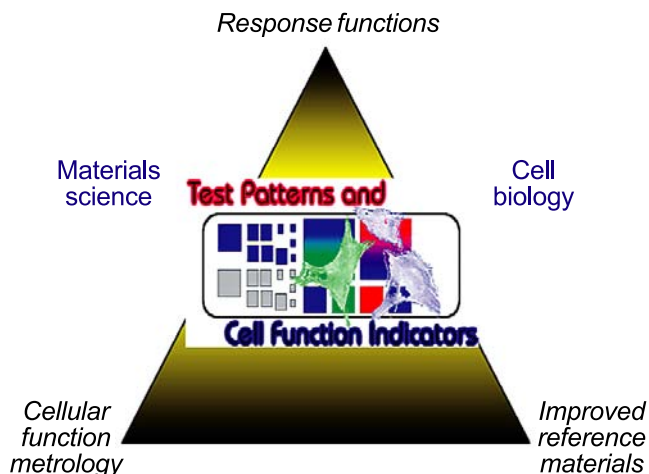 Response functions
Materials
science
Cell
biology
Test Patterns and
Cell Function Indicators
Cellular
function
metrology
Improved
reference
materials